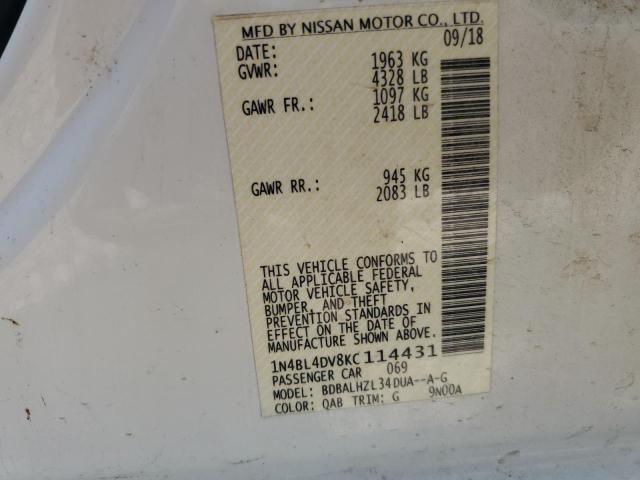 MFD BY NISSAN MOTOR CO., LTD.
DATE: 09/18
GVWR: 1963 KG
4328 LB
GAWR FR.: 1097 KG
2418 LB
GAWR RR.: 945 KG
2083 LB
THIS VEHICLE CONFORMS TO
ALL APPLICABLE FEDERAL
MOTOR VEHICLE SAFETY,
BUMPER, AND THEFT
PREVENTION STANDARDS IN
EFFECT ON THE DATE OF
MANUFACTURE SHOWN ABOVE.
1N4BL4DV8KC114431
PASSENGER CAR 069
MODEL: BDBALHZL34DUA--A-G
COLOR: QAB TRIM: G 9N00A